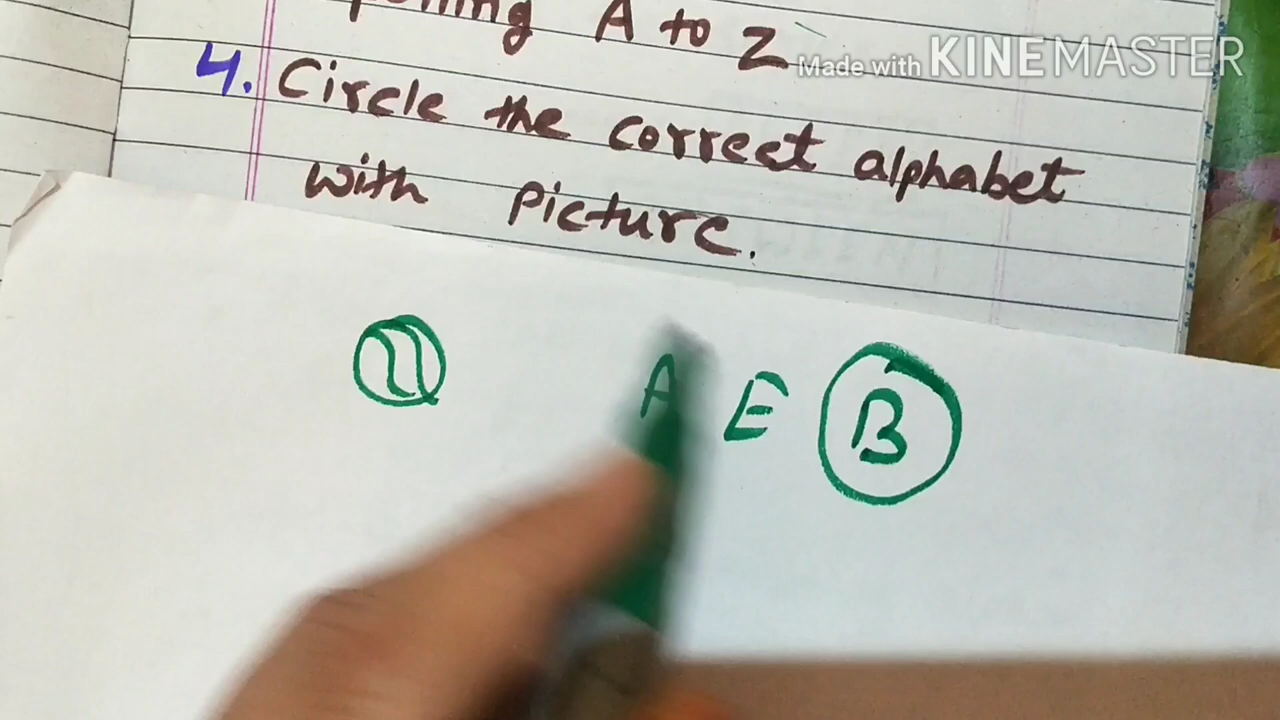 A to Z
Made with KINEMASTER
4. Circle the correct alphabet
with Picture.
A E B